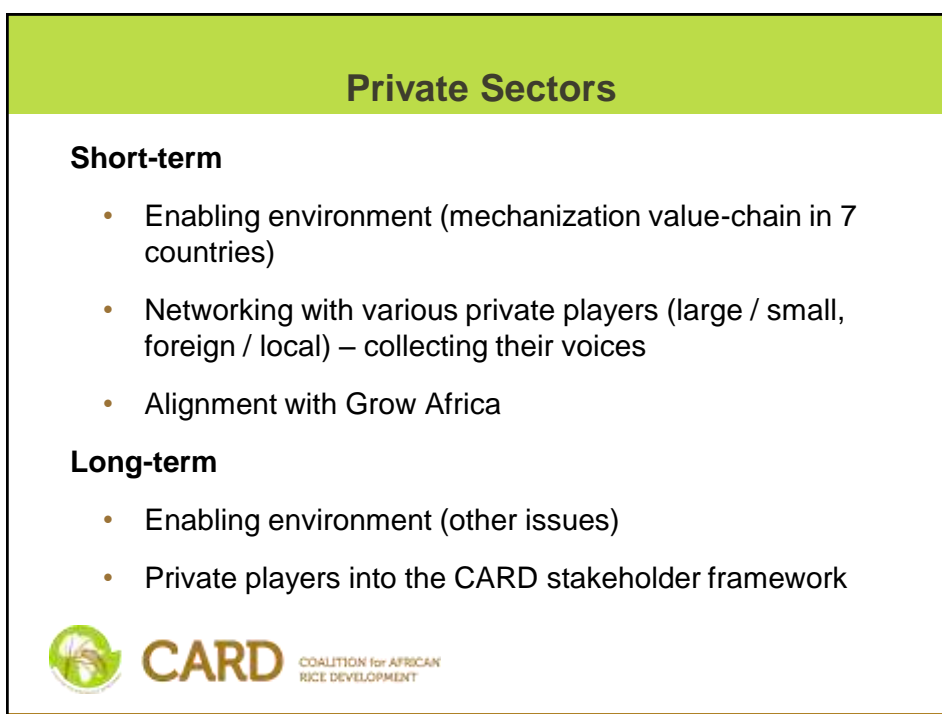 Private Sectors
Short-term
• Enabling environment (mechanization value-chain in 7
countries)
• Networking with various private players (large / small,
foreign / local) – collecting their voices
• Alignment with Grow Africa
Long-term
• Enabling environment (other issues)
• Private players into the CARD stakeholder framework
CARD
COALITION for AFRICAN
RICE DEVELOPMENT